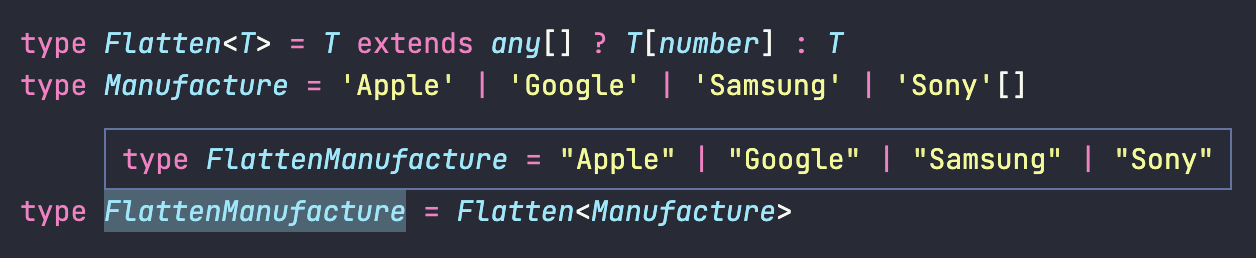 type Flatten<T> = T extends any[] ? T[number] : T
type Manufacture = 'Apple' | 'Google' | 'Samsung' | 'Sony'[]
type FlattenManufacture = "Apple" | "Google" | "Samsung" | "Sony"
type FlattenManufacture = Flatten<Manufacture>